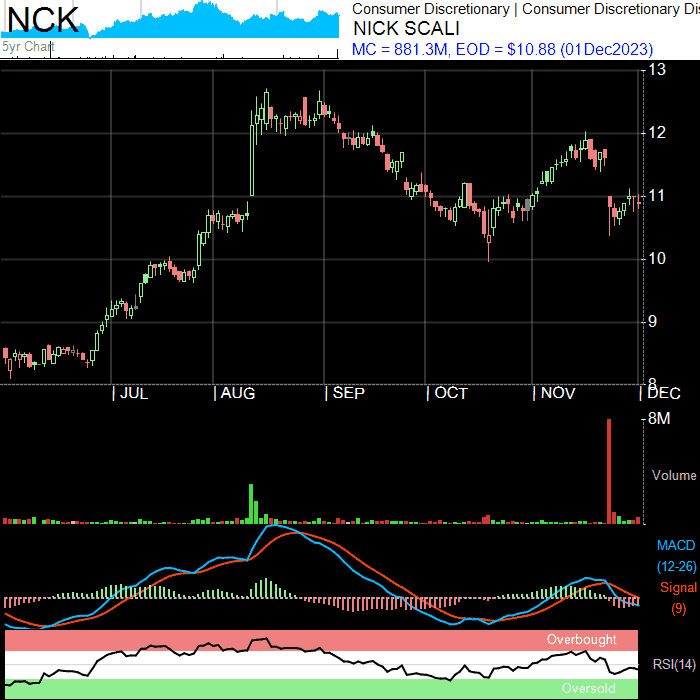 NCK
5yr Chart
Consumer Discretionary | Consumer Discretionary Dis
NICK SCALI
MC = 881.3M, EOD = $10.88 (01Dec2023)
13
12
11
10
9
8
JUL
AUG
SEP
OCT
NOV
DEC
8M
Volume
MACD
(12-26)
Signal
(9)
Overbought
RSI(14)
Oversold